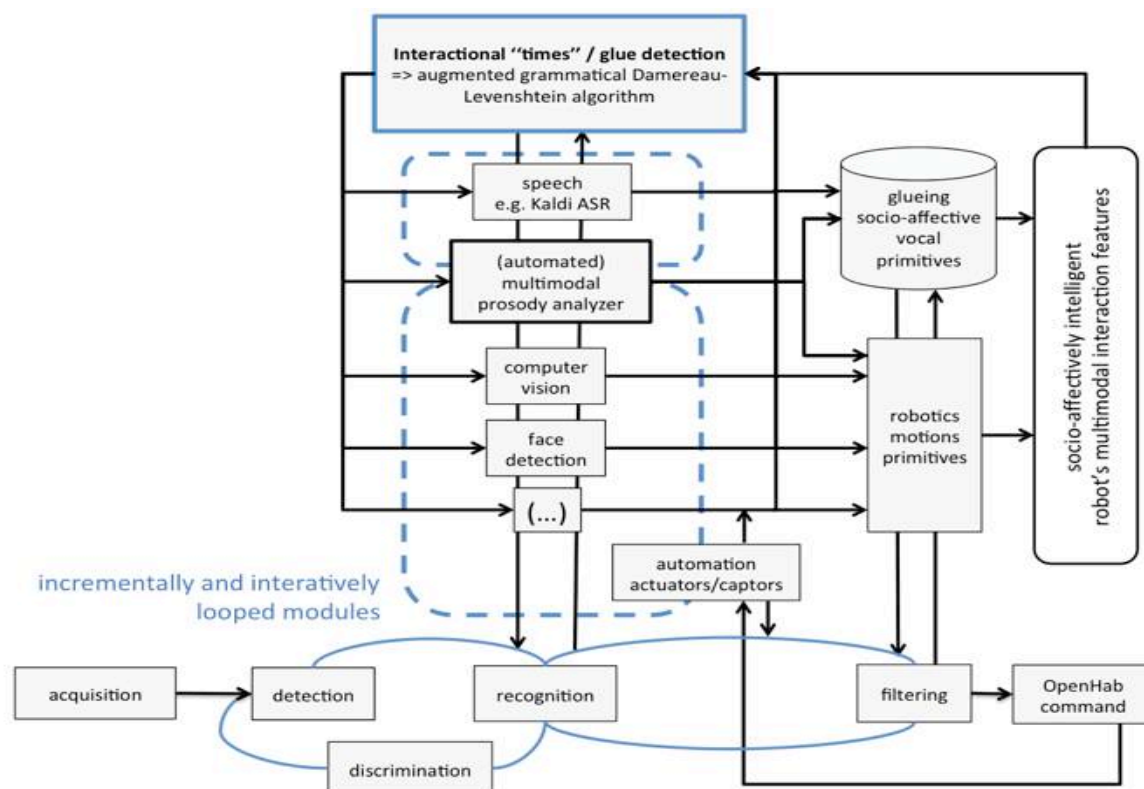 Interactional “times” / glue detection
=> augmented grammatical Damereau-
Levenshtein algorithm
speech
e.g. Kaldi ASR
(automated)
multimodal
prosody analyzer
computer
vision
face
detection
(...)
glueing
socio-affective
vocal
primitives
robotics
motions
primitives
socio-affectively intelligent
robot's multimodal interaction features
automation
actuators/captors
incrementally and interatively
looped modules
acquisition
detection
recognition
filtering
OpenHab
command
discrimination